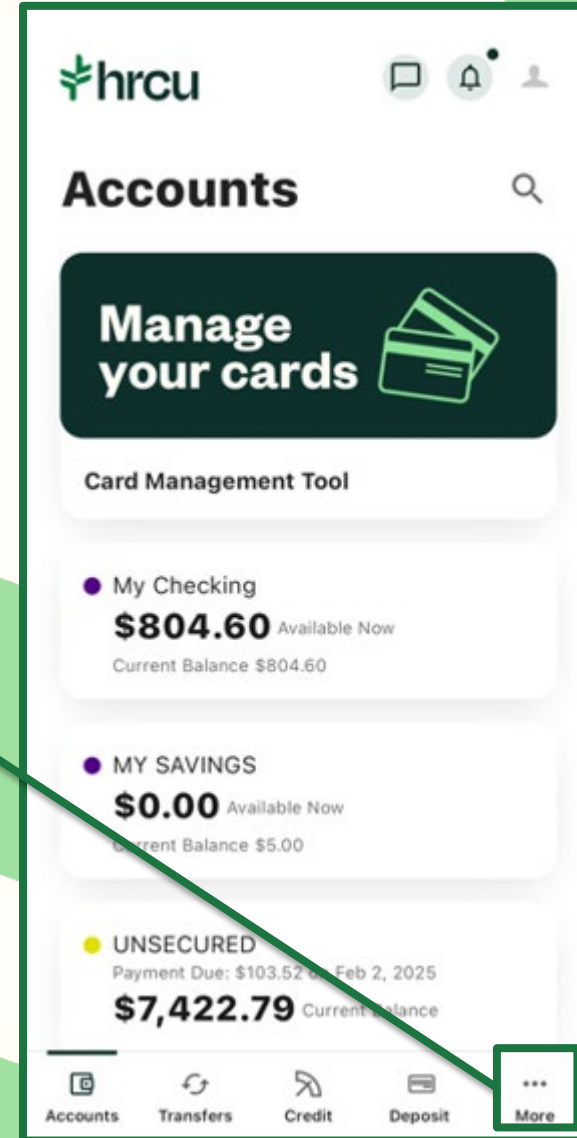 hrcu
Accounts
Manage
your cards
Card Management Tool
My Checking
$804.60 Available Now
Current Balance $804.60
MY SAVINGS
$0.00 Available Now
Current Balance $5.00
UNSECURED
Payment Due: $103.52 on Feb 2, 2025
$7,422.79 Current Balance
Accounts Transfers Credit Deposit More